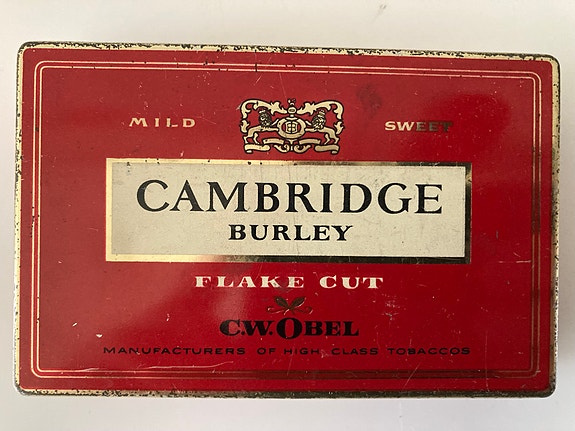 MILD SWEET
CAMBRIDGE
BURLEY
FLAKE CUT
C.W. OBEL
MANUFACTURERS OF HIGH CLASS TOBACCOS